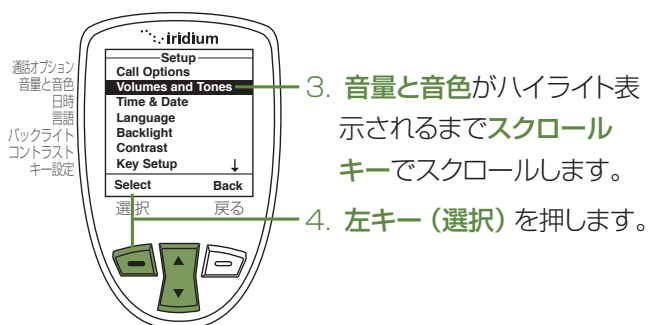 iridium
通話オプション
音量と音色
日時
言語
バックライト
コントラスト
キー設定
Setup
Call Options
Volumes and Tones
Time & Date
Language
Backlight
Contrast
Key Setup ↓
Select Back
選択 戻る
3. 音量と音色がハイライト表
示されるまでスクロール
キーでスクロールします。
4. 左キー（選択）を押します。